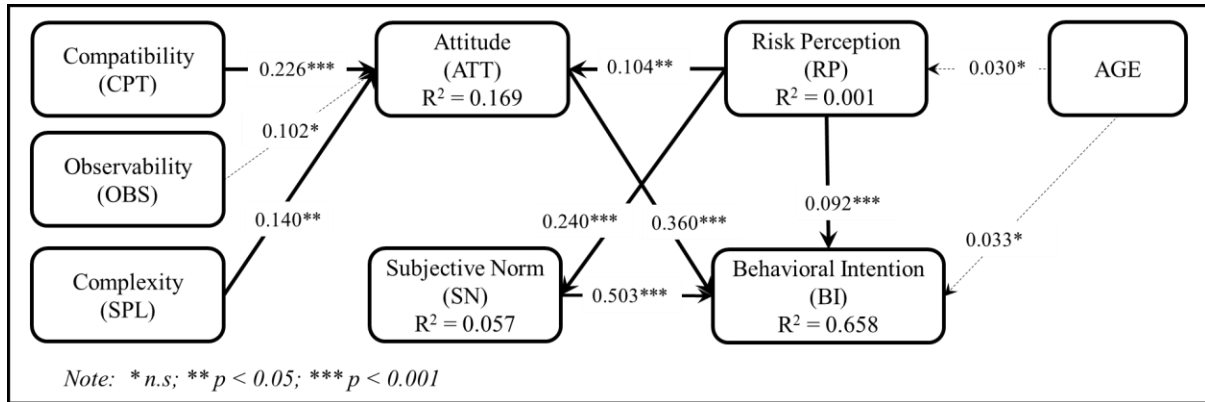 Compatibility
(CPT)
0.226***
Attitude
(ATT)
R² = 0.169
0.104**
Risk Perception
(RP)
R² = 0.001
0.030*
AGE
Observability
(OBS)
0.102*
0.140**
0.240***
0.360***
0.092***
0.033*
Complexity
(SPL)
Subjective Norm
(SN)
R² = 0.057
0.503***
Behavioral Intention
(BI)
R² = 0.658
Note: * n.s; ** p < 0.05; *** p < 0.001